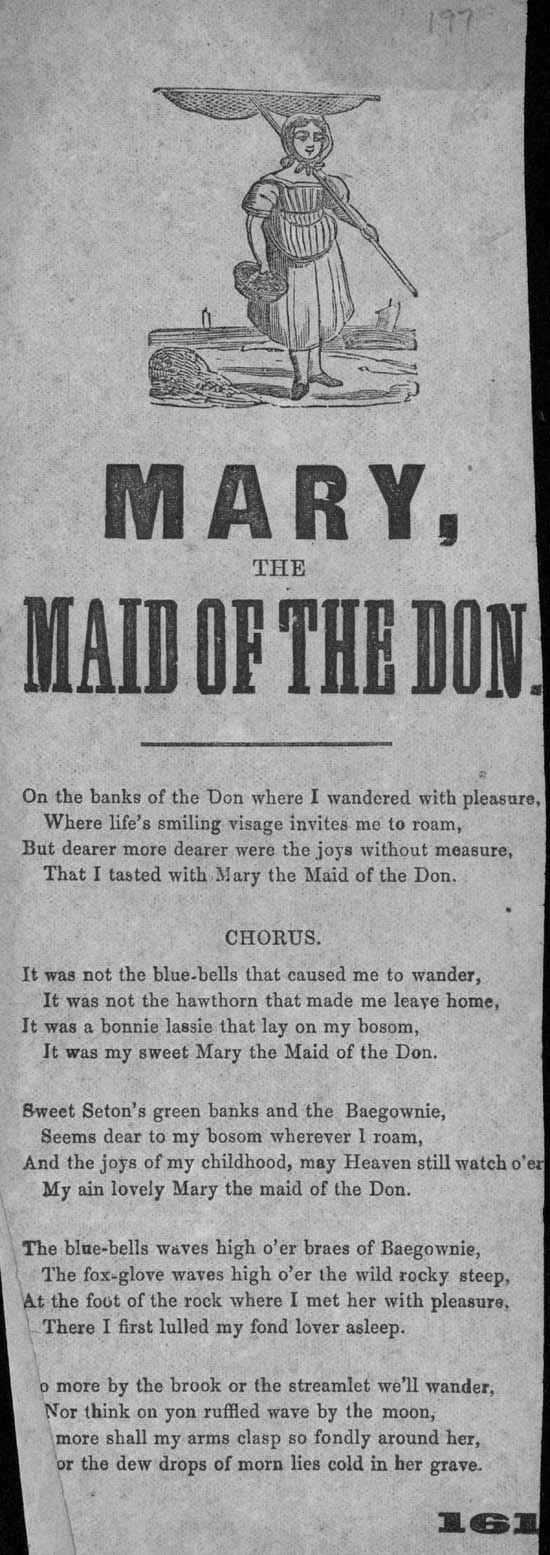 197
MARY,
THE
MAID OF THE DON.
On the banks of the Don where I wandered with pleasure,
Where life's smiling visage invites me to roam,
But dearer more dearer were the joys without measure,
That I tasted with Mary the Maid of the Don.
CHORUS.
It was not the blue-bells that caused me to wander,
It was not the hawthorn that made me leave home,
It was a bonnie lassie that lay on my bosom,
It was my sweet Mary the Maid of the Don.
Sweet Seton's green banks and the Baegownie,
Seems dear to my bosom wherever I roam,
And the joys of my childhood, may Heaven still watch o'er
My ain lovely Mary the maid of the Don.
The blue-bells waves high o'er braes of Baegownie,
The fox-glove waves high o'er the wild rocky steep,
At the foot of the rock where I met her with pleasure,
There I first lulled my fond lover asleep.
o more by the brook or the streamlet we'll wander,
Nor think on yon ruffled wave by the moon,
more shall my arms clasp so fondly around her,
or the dew drops of morn lies cold in her grave.
161